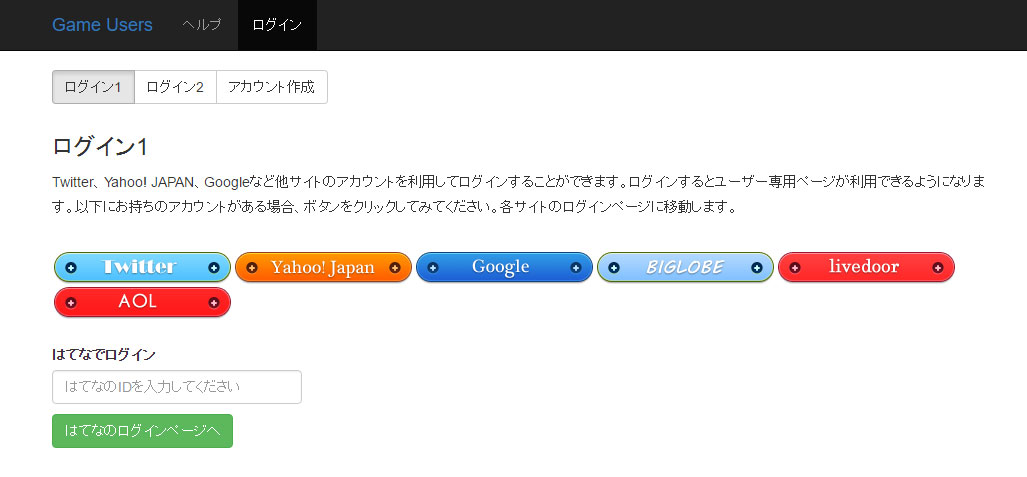 Game Users ヘルプ ログイン
ログイン1 ログイン2 アカウント作成
ログイン1
Twitter、Yahoo! JAPAN、Googleなど他サイトのアカウントを利用してログインすることができます。ログインするとユーザー専用ページが利用できるようになりま
す。以下にお持ちのアカウントがある場合、ボタンをクリックしてみてください。各サイトのログインページに移動します。
Twitter Yahoo! Japan Google BIGLOBE livedoor
AOL
はてなでログイン
はてなのIDを入力してください
はてなのログインページへ